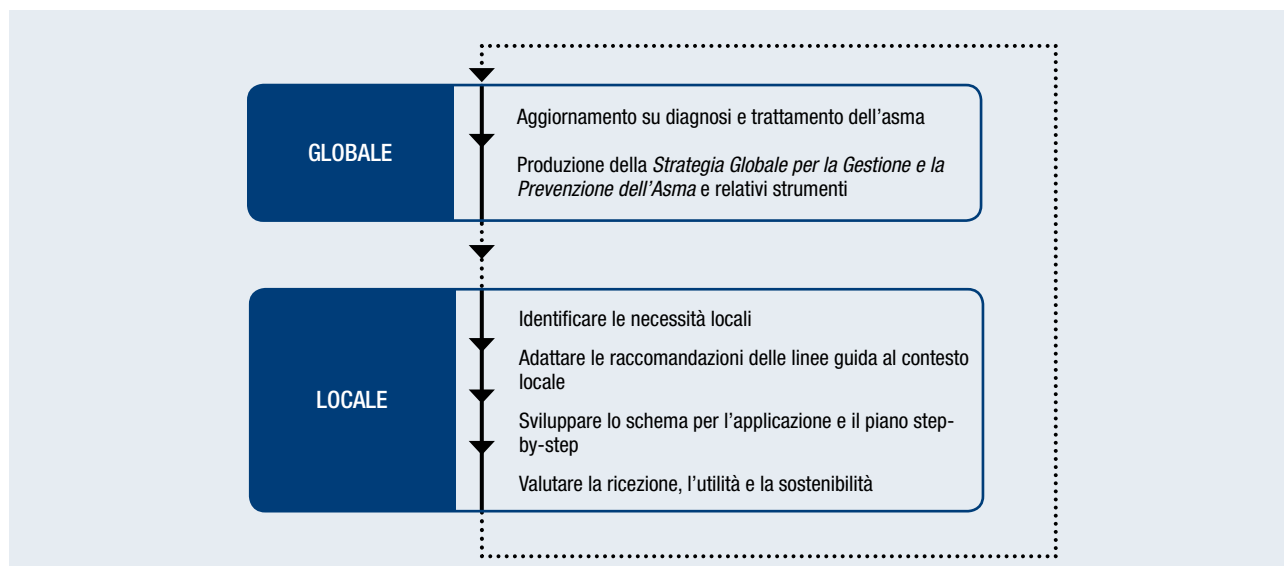 GLOBALE
Aggiornamento su diagnosi e trattamento dell'asma
Produzione della Strategia Globale per la Gestione e la
Prevenzione dell'Asma e relativi strumenti
LOCALE
Identificare le necessità locali
Adattare le raccomandazioni delle linee guida al contesto
locale
Sviluppare lo schema per l'applicazione e il piano step-
by-step
Valutare la ricezione, l'utilità e la sostenibilità